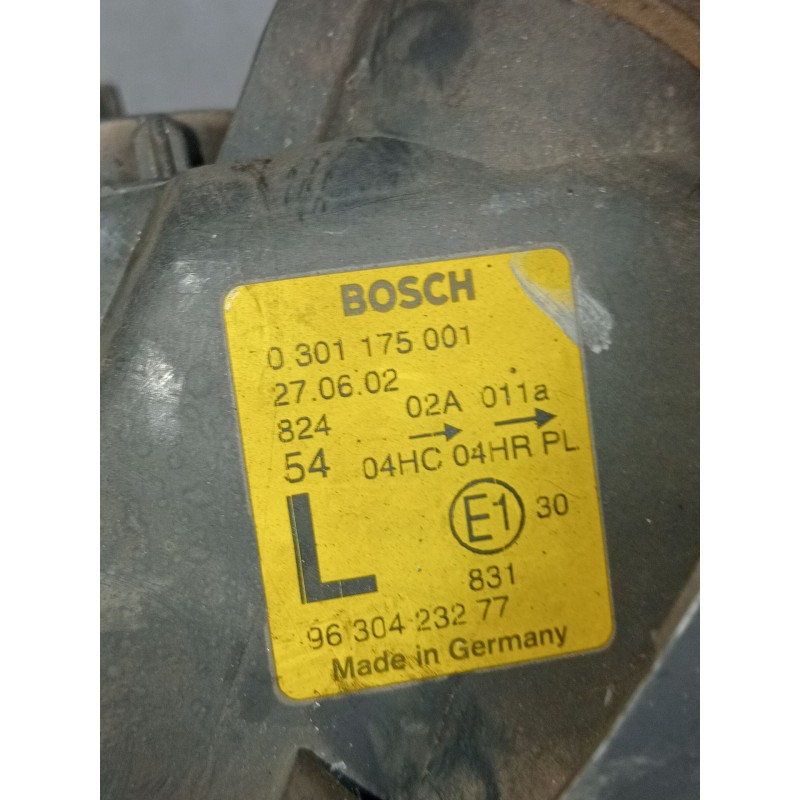 BOSCH
0 301 175 001
27.06.02
824 02A 011a
54 04HC 04HR PL
L E1 30
831
96 304 232 77
Made in Germany